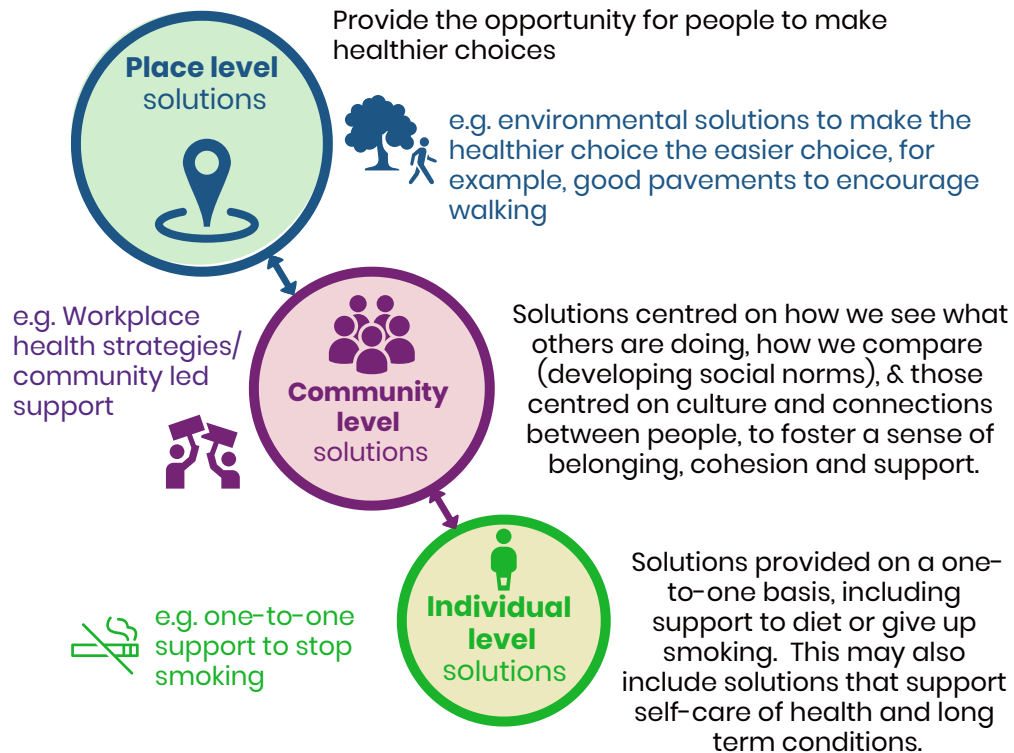 Provide the opportunity for people to make
healthier choices
Place level
solutions
e.g. environmental solutions to make the
healthier choice the easier choice, for
example, good pavements to encourage
walking
e.g. Workplace
health strategies/
community led
support
Community
level
solutions
Solutions centred on how we see what
others are doing, how we compare
(developing social norms), & those
centred on culture and connections
between people, to foster a sense of
belonging, cohesion and support.
e.g. one-to-one
support to stop
smoking
Individual
level
solutions
Solutions provided on a one-
to-one basis, including
support to diet or give up
smoking. This may also
include solutions that support
self-care of health and long
term conditions.